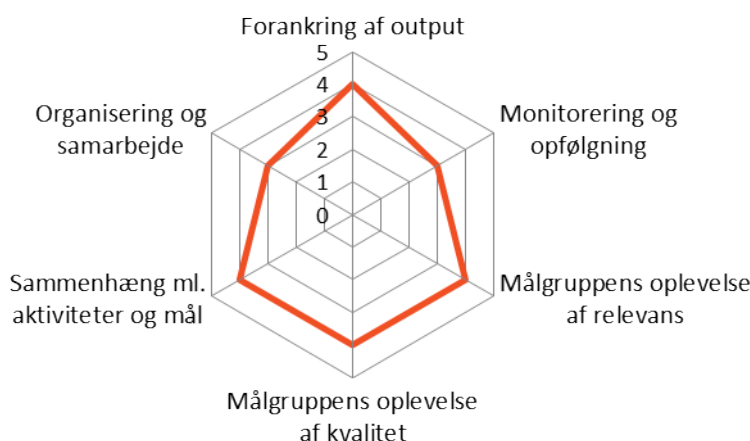 Forankring af output
5
4
3
2
1
0
Monitorering og
opfølgning
Målgruppens oplevelse
af relevans
Målgruppens oplevelse
af kvalitet
Sammenhæng ml.
aktiviteter og mål
Organisering og
samarbejde